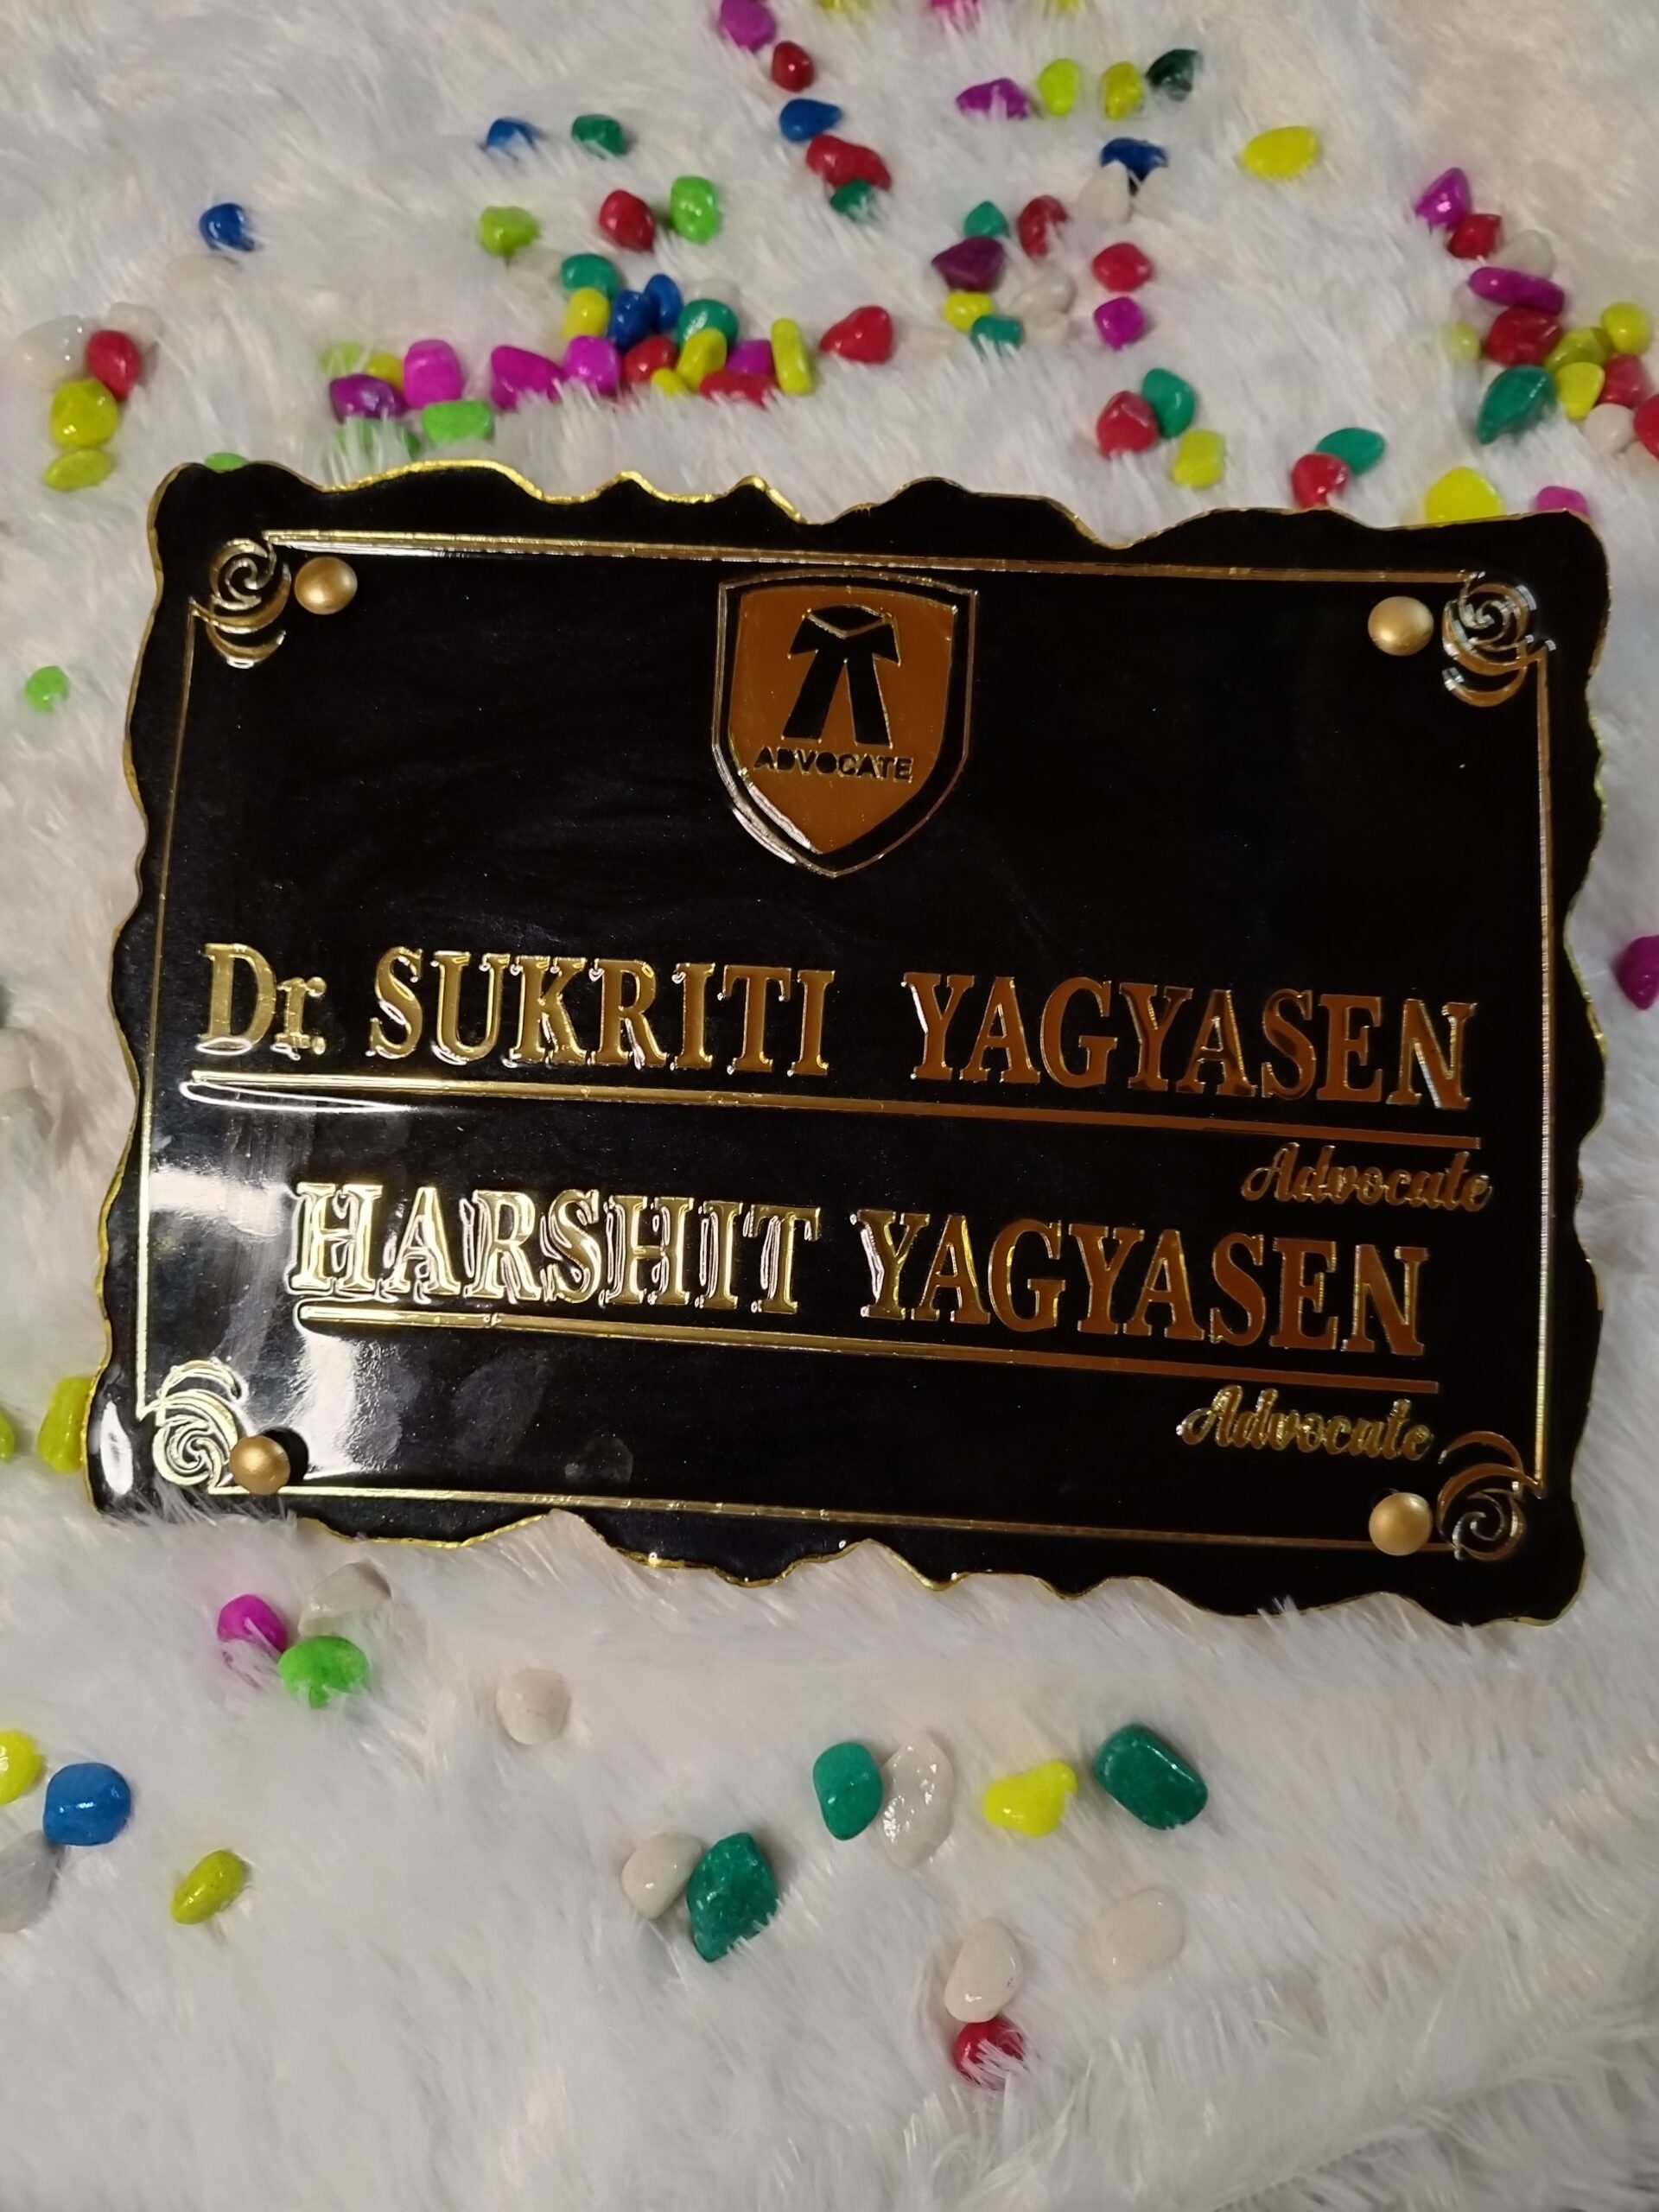 ADVOCATE
Dr. SUKRITI YAGYASEN
Advocate
HARSHIT YAGYASEN
Advocate